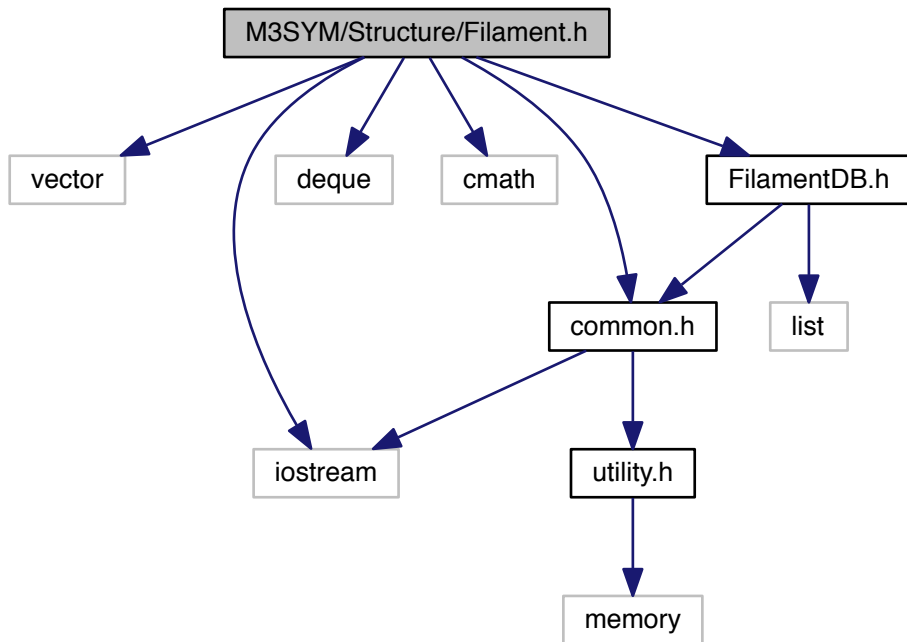 M3SYM/Structure/Filament.h
vector
deque
cmath
FilamentDB.h
common.h
list
iostream
utility.h
memory